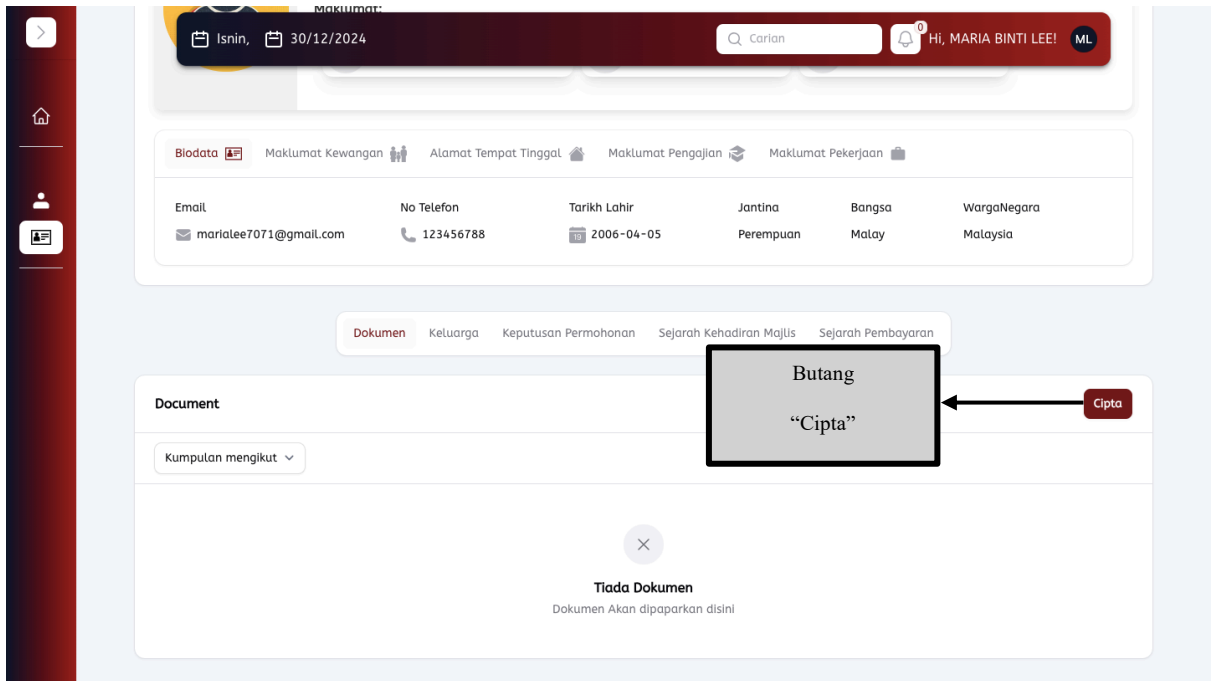 Maklumat:
Isnin, 30/12/2024
Carian
0
Hi, MARIA BINTI LEE!
ML
Biodata
Maklumat Kewangan
Alamat Tempat Tinggal
Maklumat Pengajian
Maklumat Pekerjaan
Email No Telefon Tarikh Lahir Jantina Bangsa WargaNegara
marialee7071@gmail.com 123456788 19 2006-04-05 Perempuan Malay Malaysia
Dokumen Keluarga Keputusan Permohonan Sejarah Kehadiran Majlis Sejarah Pembayaran
Butang
“Cipta”
Document
Cipta
Kumpulan mengikut
Tiada Dokumen
Dokumen Akan dipaparkan disini